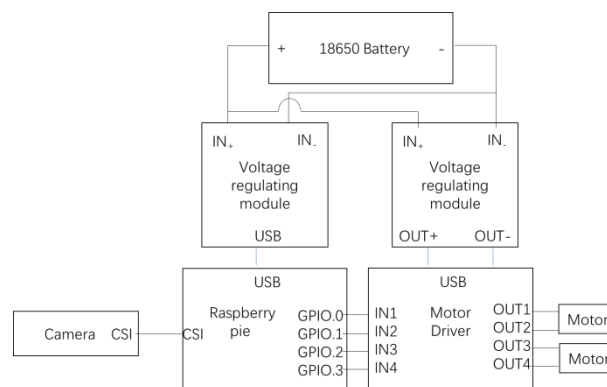 + 18650 Battery -
IN+ IN-
Voltage
regulating
module
USB
IN+ IN-
Voltage
regulating
module
OUT+ OUT-
Camera CSI
USB
Raspberry
pie
CSI
GPIO.0
GPIO.1
GPIO.2
GPIO.3
USB
Motor
Driver
IN1
IN2
IN3
IN4
OUT1
OUT2
OUT3
OUT4
Motor
Motor